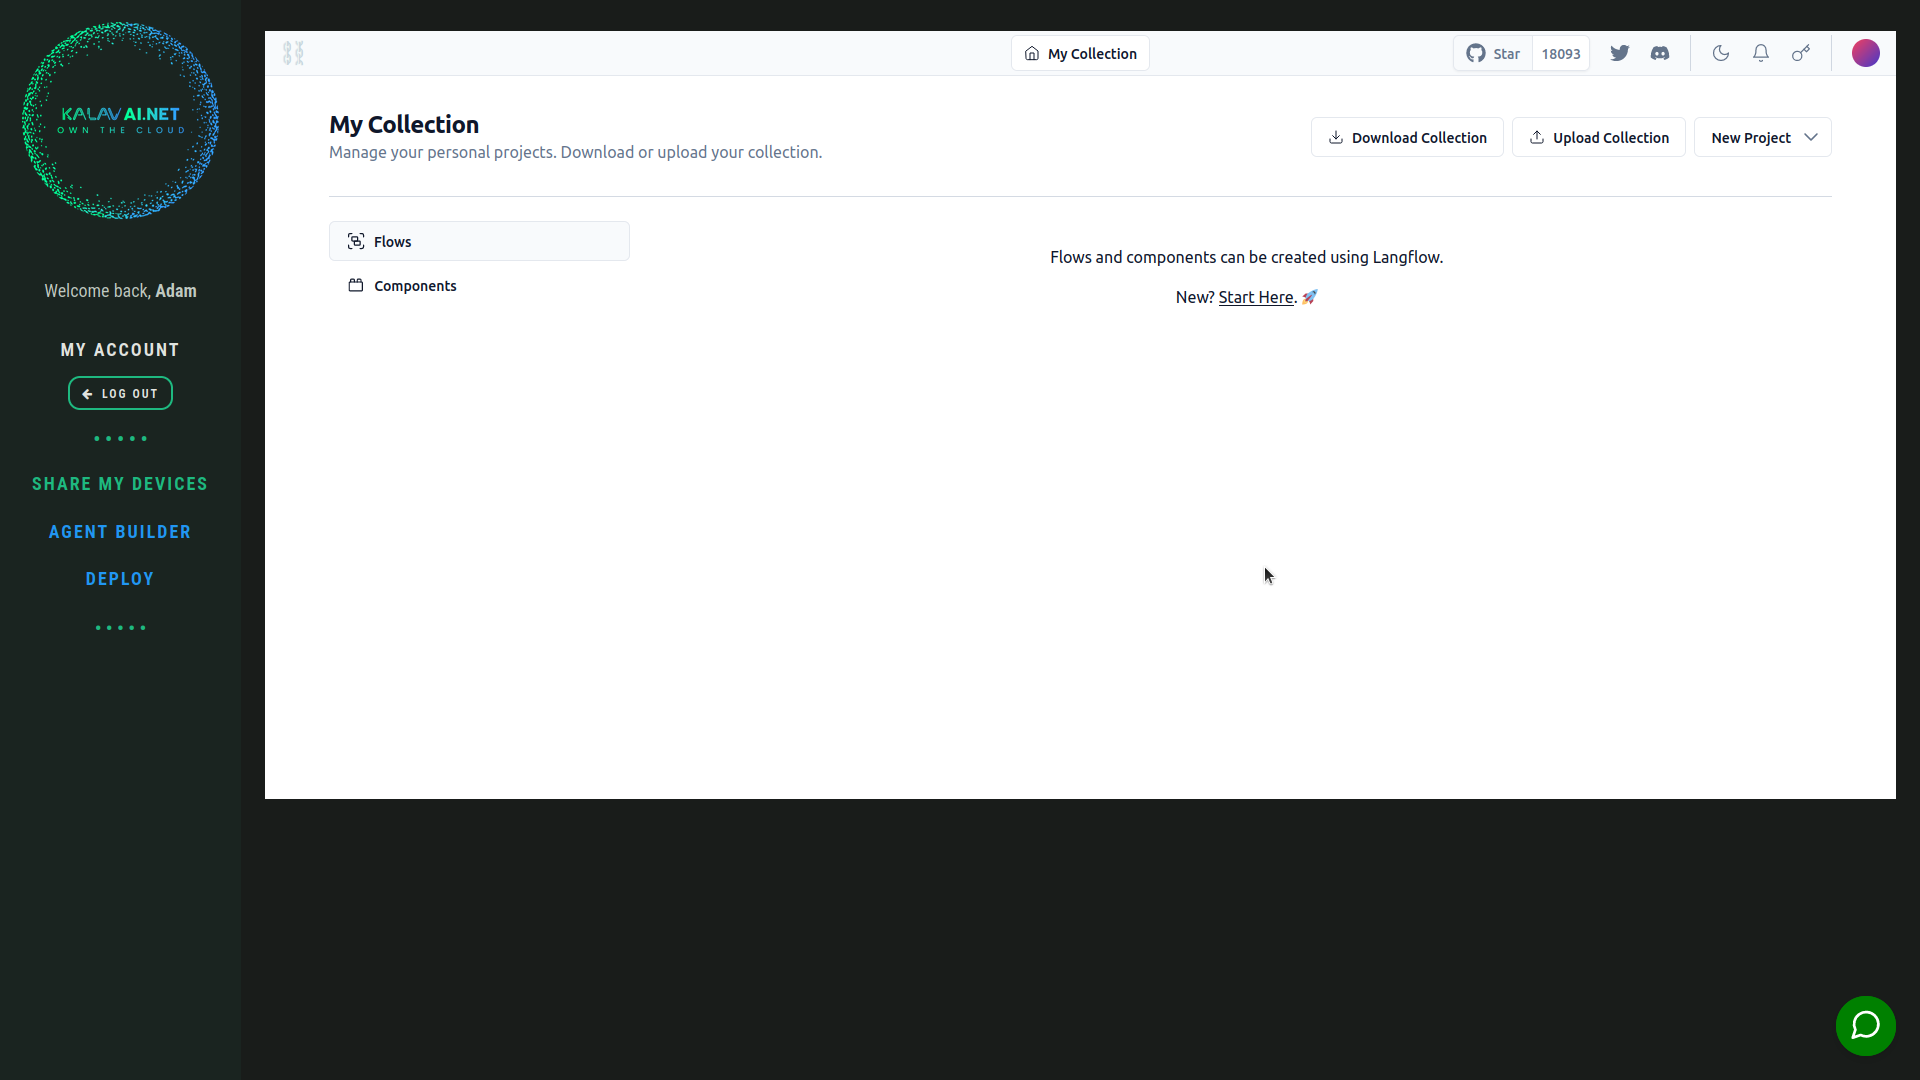 KALAVAI.NET
OWN THE CLOUD
Welcome back, Adam
MY ACCOUNT
LOG OUT
SHARE MY DEVICES
AGENT BUILDER
DEPLOY
My Collection
Star 18093
My Collection
Manage your personal projects. Download or upload your collection.
Download Collection
Upload Collection
New Project
Flows
Components
Flows and components can be created using Langflow.
New? Start Here. 🚀